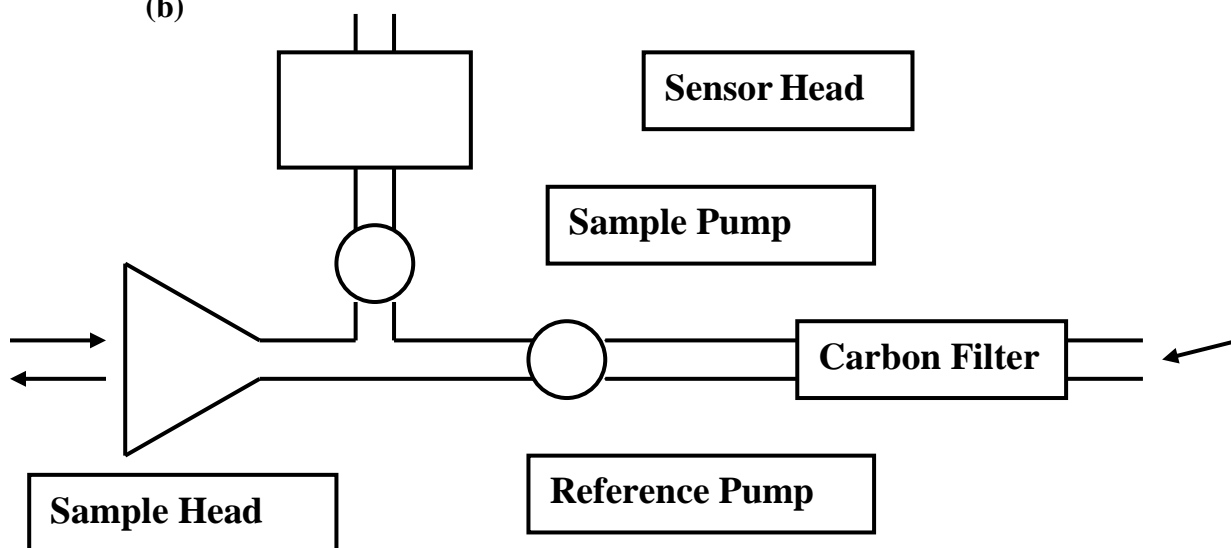 (b)
Sensor Head
Sample Pump
Carbon Filter
Reference Pump
Sample Head